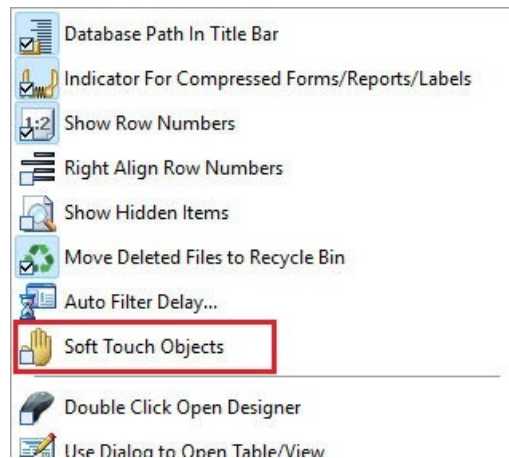 Database Path In Title Bar
Indicator For Compressed Forms/Reports/Labels
1:2 Show Row Numbers
Right Align Row Numbers
Show Hidden Items
Move Deleted Files to Recycle Bin
Auto Filter Delay...
Soft Touch Objects
Double Click Open Designer
Use Dialog to Open Table/View